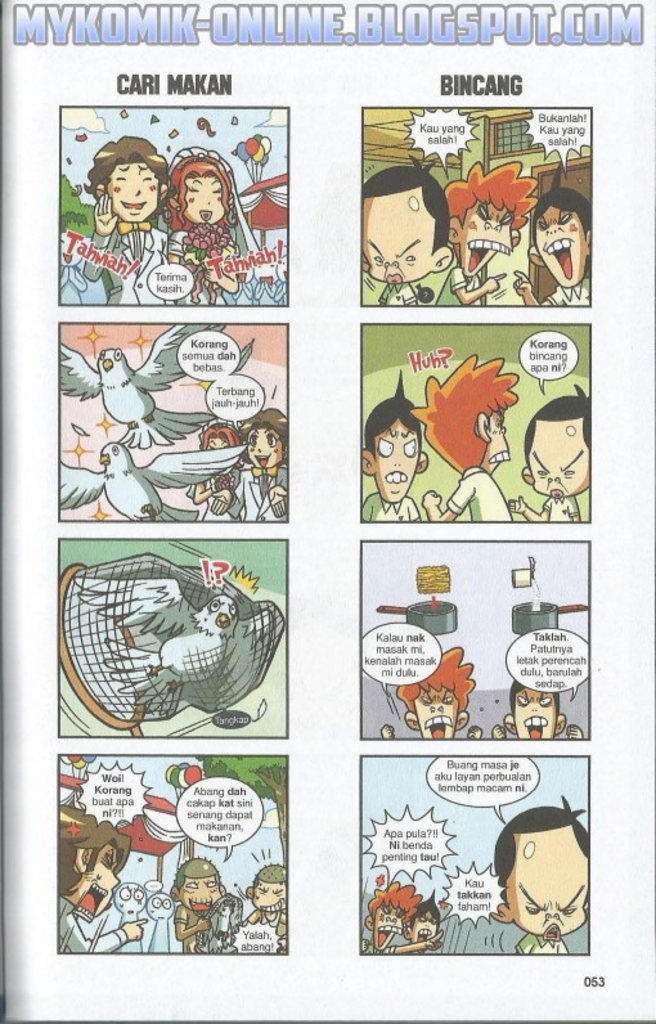 MYKOMIK-ONLINE.BLOGSPOT.COM
CARI MAKAN
Tahniah!
Terima
kasih.
Tahniah!
Korang
semua dah
bebas.
Terbang
jauh-jauh!
!?
Tangkap
Woi!
Korang
buat apa
ni?!!
Abang dah
cakap kat sini
senang dapat
makanan,
kan?
Yalah,
abang!
BINCANG
Kau yang
salah!
Bukanlah!
Kau yang
salah!
Huh?
Korang
bincang
apa ni?
Kalau nak
masak mi,
kenalah masak
mi dulu.
Taklah.
Patutnya
letak perencah
dulu, barulah
sedap.
Buang masa je
aku layan perbualan
lembap macam ni.
Apa pula?!!
Ni benda
penting tau!
Kau
takkan
faham!
053